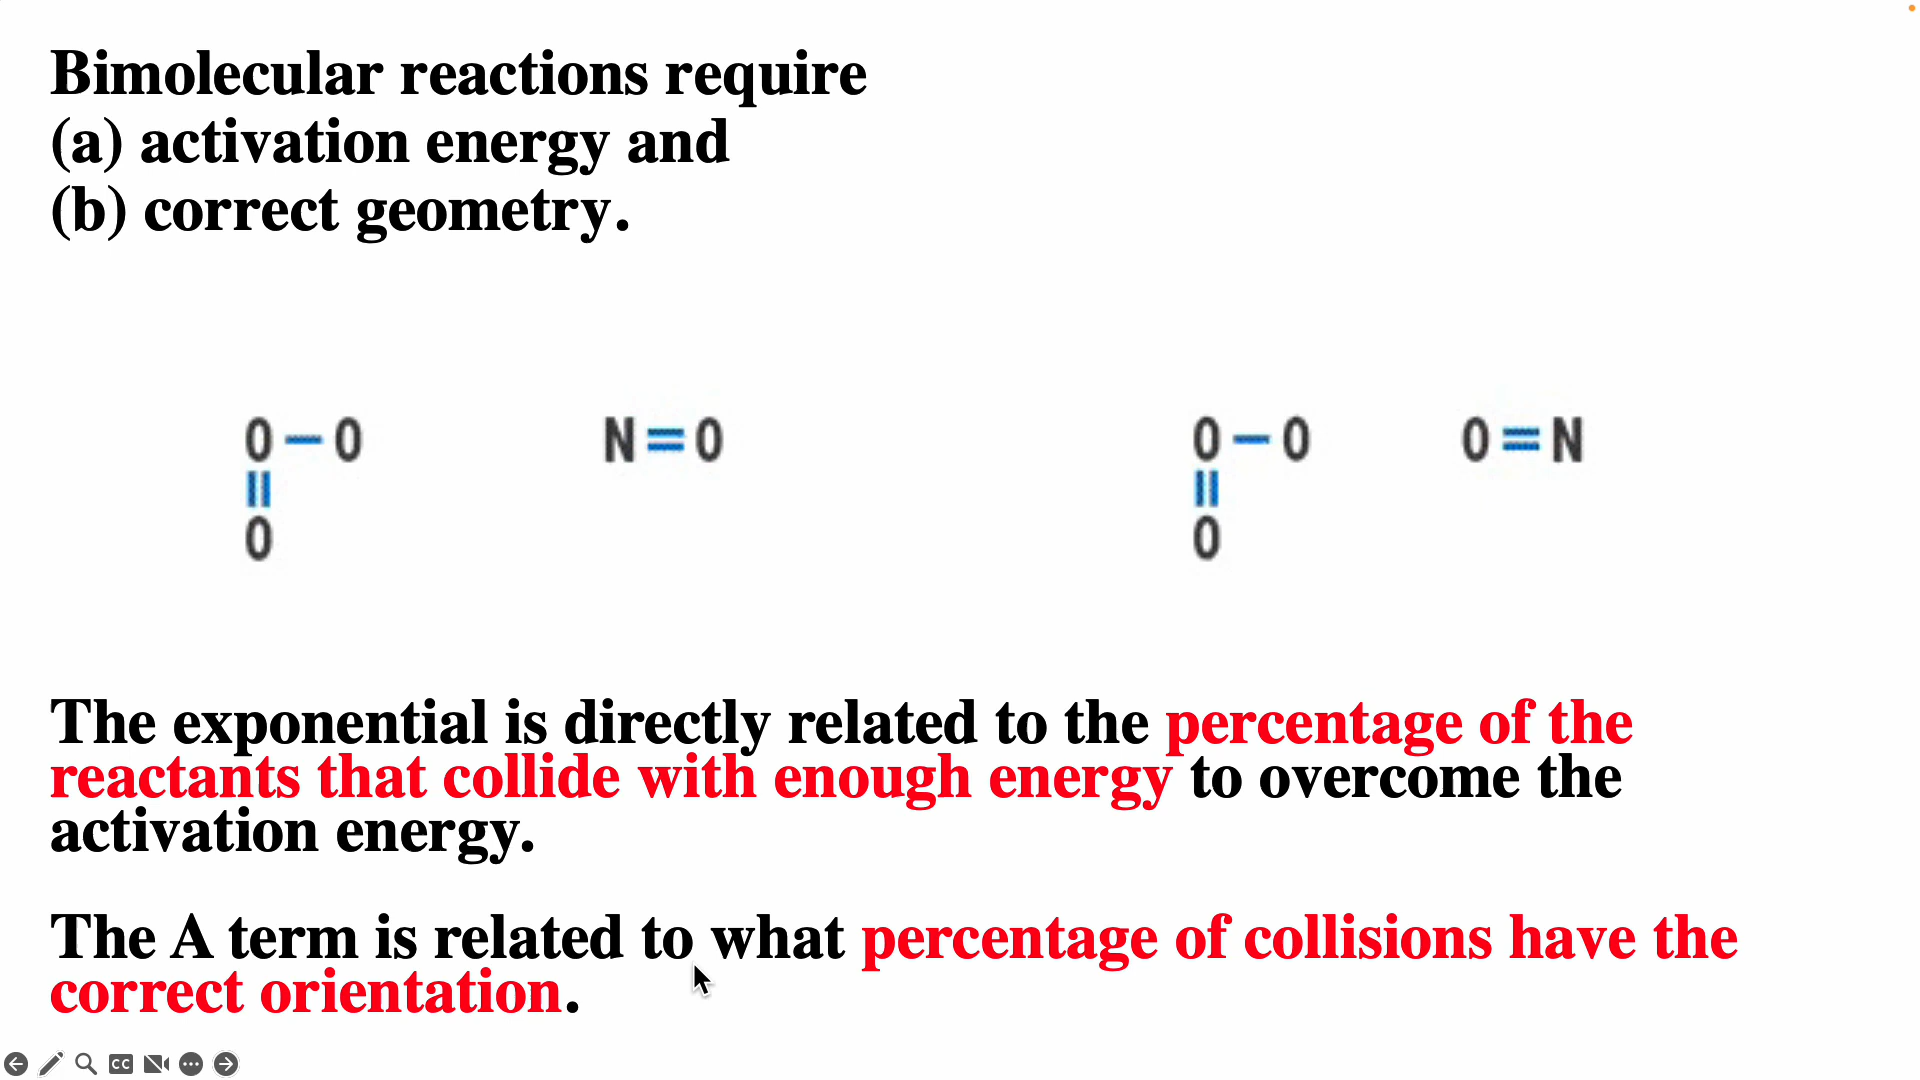 Bimolecular reactions require
(a) activation energy and
(b) correct geometry.
O – O N = O O – O O = N
|| ||
O O
The exponential is directly related to the percentage of the
reactants that collide with enough energy to overcome the
activation energy.
The A term is related to what percentage of collisions have the
correct orientation.
CC